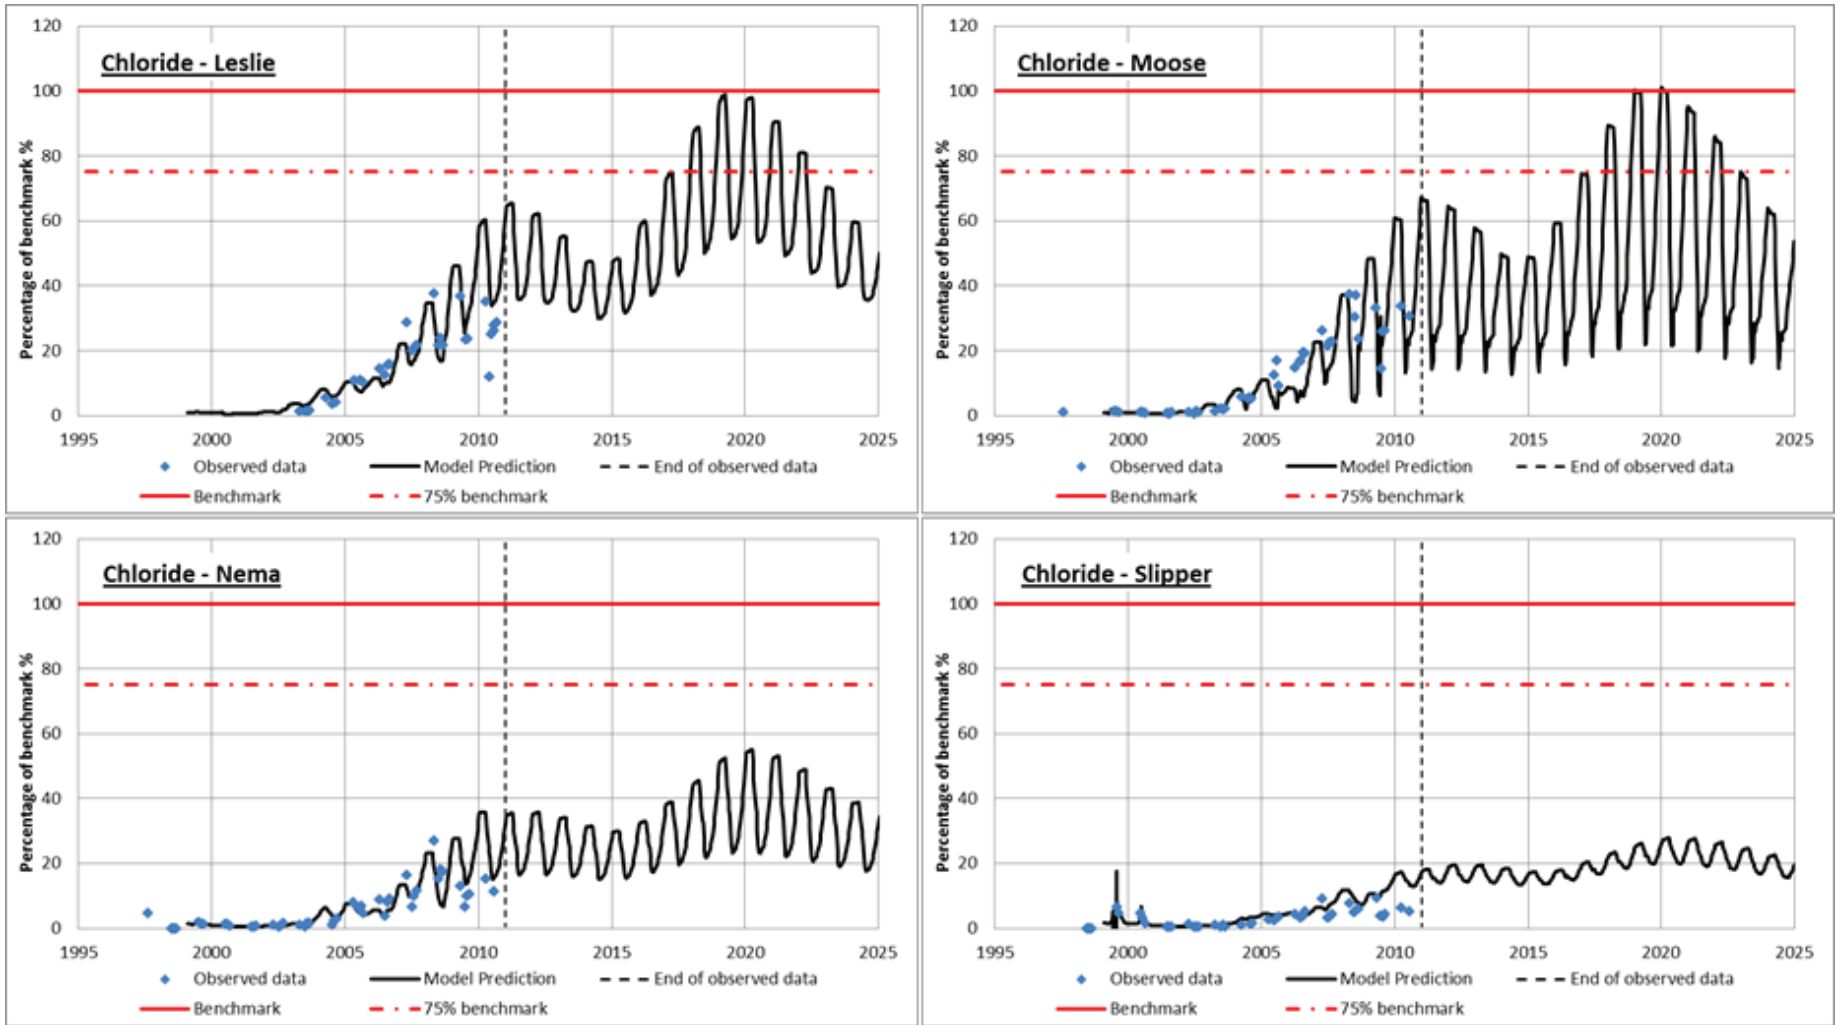 Chloride - Leslie
Percentage of benchmark %
120
100
80
60
40
20
0
1995 2000 2005 2010 2015 2020 2025
Observed data Model Prediction End of observed data
Benchmark 75% benchmark
Chloride - Moose
Percentage of benchmark %
120
100
80
60
40
20
0
1995 2000 2005 2010 2015 2020 2025
Observed data Model Prediction End of observed data
Benchmark 75% benchmark
Chloride - Nema
Percentage of benchmark %
120
100
80
60
40
20
0
1995 2000 2005 2010 2015 2020 2025
Observed data Model Prediction End of observed data
Benchmark 75% benchmark
Chloride - Slipper
Percentage of benchmark %
120
100
80
60
40
20
0
1995 2000 2005 2010 2015 2020 2025
Observed data Model Prediction End of observed data
Benchmark 75% benchmark